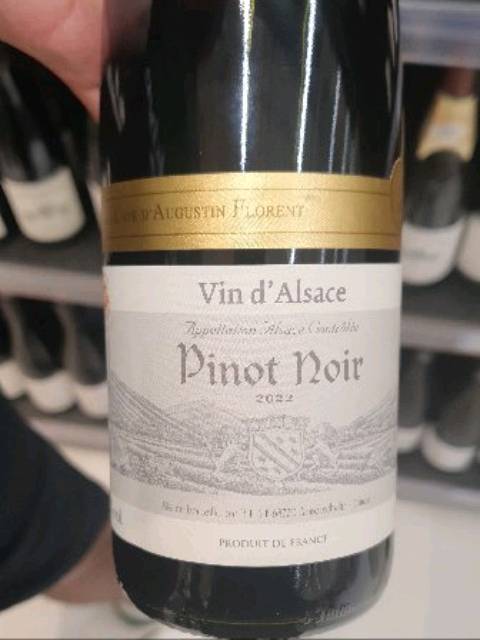 D'AUGUSTIN FLORENT
Vin d'Alsace
Appellation Alsace Contrôlée
Pinot Noir
2022
PRODUIT DE FRANCE